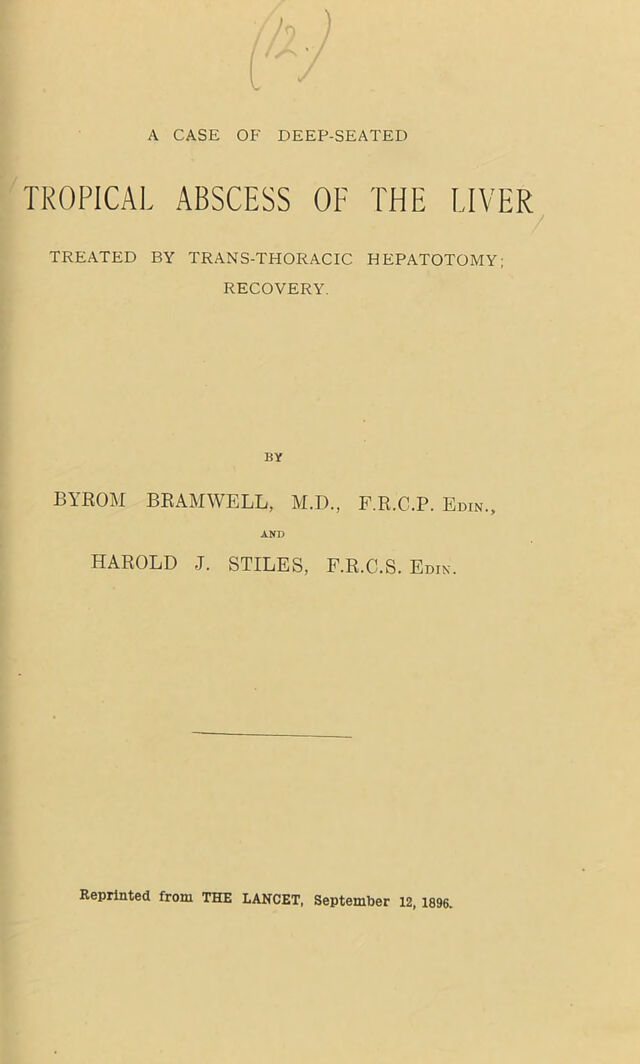 (12.)
A CASE OF DEEP-SEATED
TROPICAL ABSCESS OF THE LIVER
TREATED BY TRANS-THORACIC HEPATOTOMY;
RECOVERY.
BY
BYROM BRAMWELL, M.D., F.R.C.P. EDIN.,
AND
HAROLD J. STILES, F.R.C.S. EDIN.
Reprinted from THE LANCET, September 12, 1896.